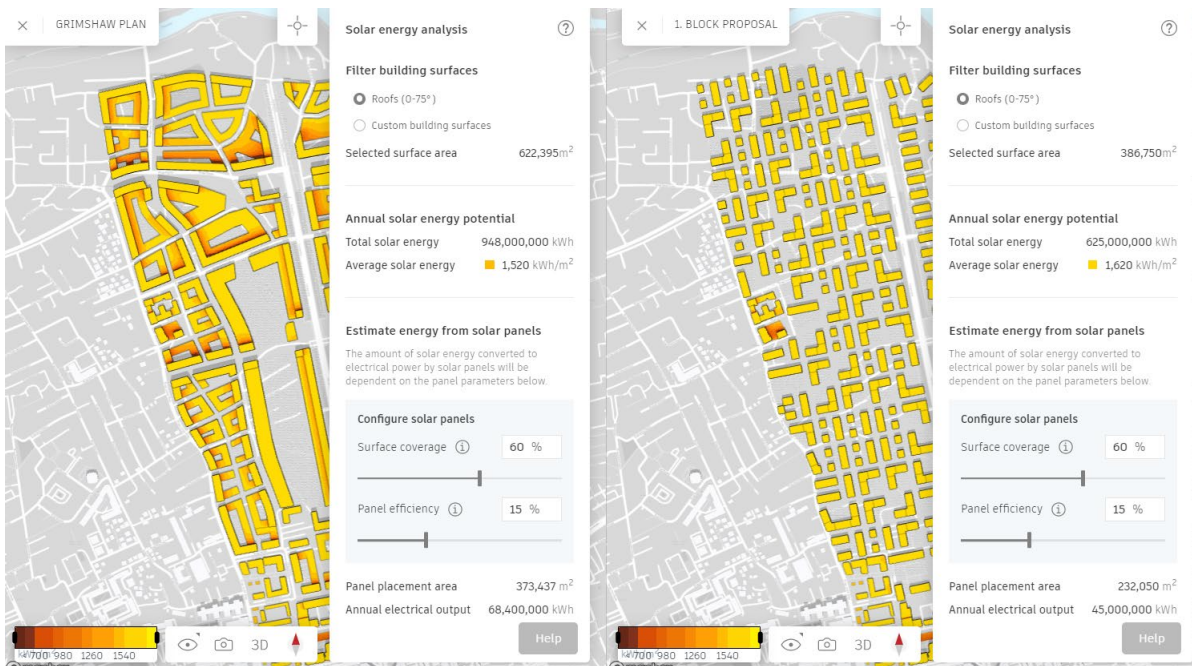 GRIMSHAW PLAN
Solar energy analysis
Filter building surfaces
Roofs (0-75°)
Custom building surfaces
Selected surface area 622,395m²
Annual solar energy potential
Total solar energy 948,000,000 kWh
Average solar energy 1,520 kWh/m²
Estimate energy from solar panels
The amount of solar energy converted to
electrical power by solar panels will be
dependent on the panel parameters below.
Configure solar panels
Surface coverage 60 %
Panel efficiency 15 %
Panel placement area 373,437 m²
Annual electrical output 68,400,000 kWh
Help
700 980 1260 1540
3D
1. BLOCK PROPOSAL
Solar energy analysis
Filter building surfaces
Roofs (0-75°)
Custom building surfaces
Selected surface area 386,750m²
Annual solar energy potential
Total solar energy 625,000,000 kWh
Average solar energy 1,620 kWh/m²
Estimate energy from solar panels
The amount of solar energy converted to
electrical power by solar panels will be
dependent on the panel parameters below.
Configure solar panels
Surface coverage 60 %
Panel efficiency 15 %
Panel placement area 232,050 m²
Annual electrical output 45,000,000 kWh
Help
700 980 1260 1540
3D